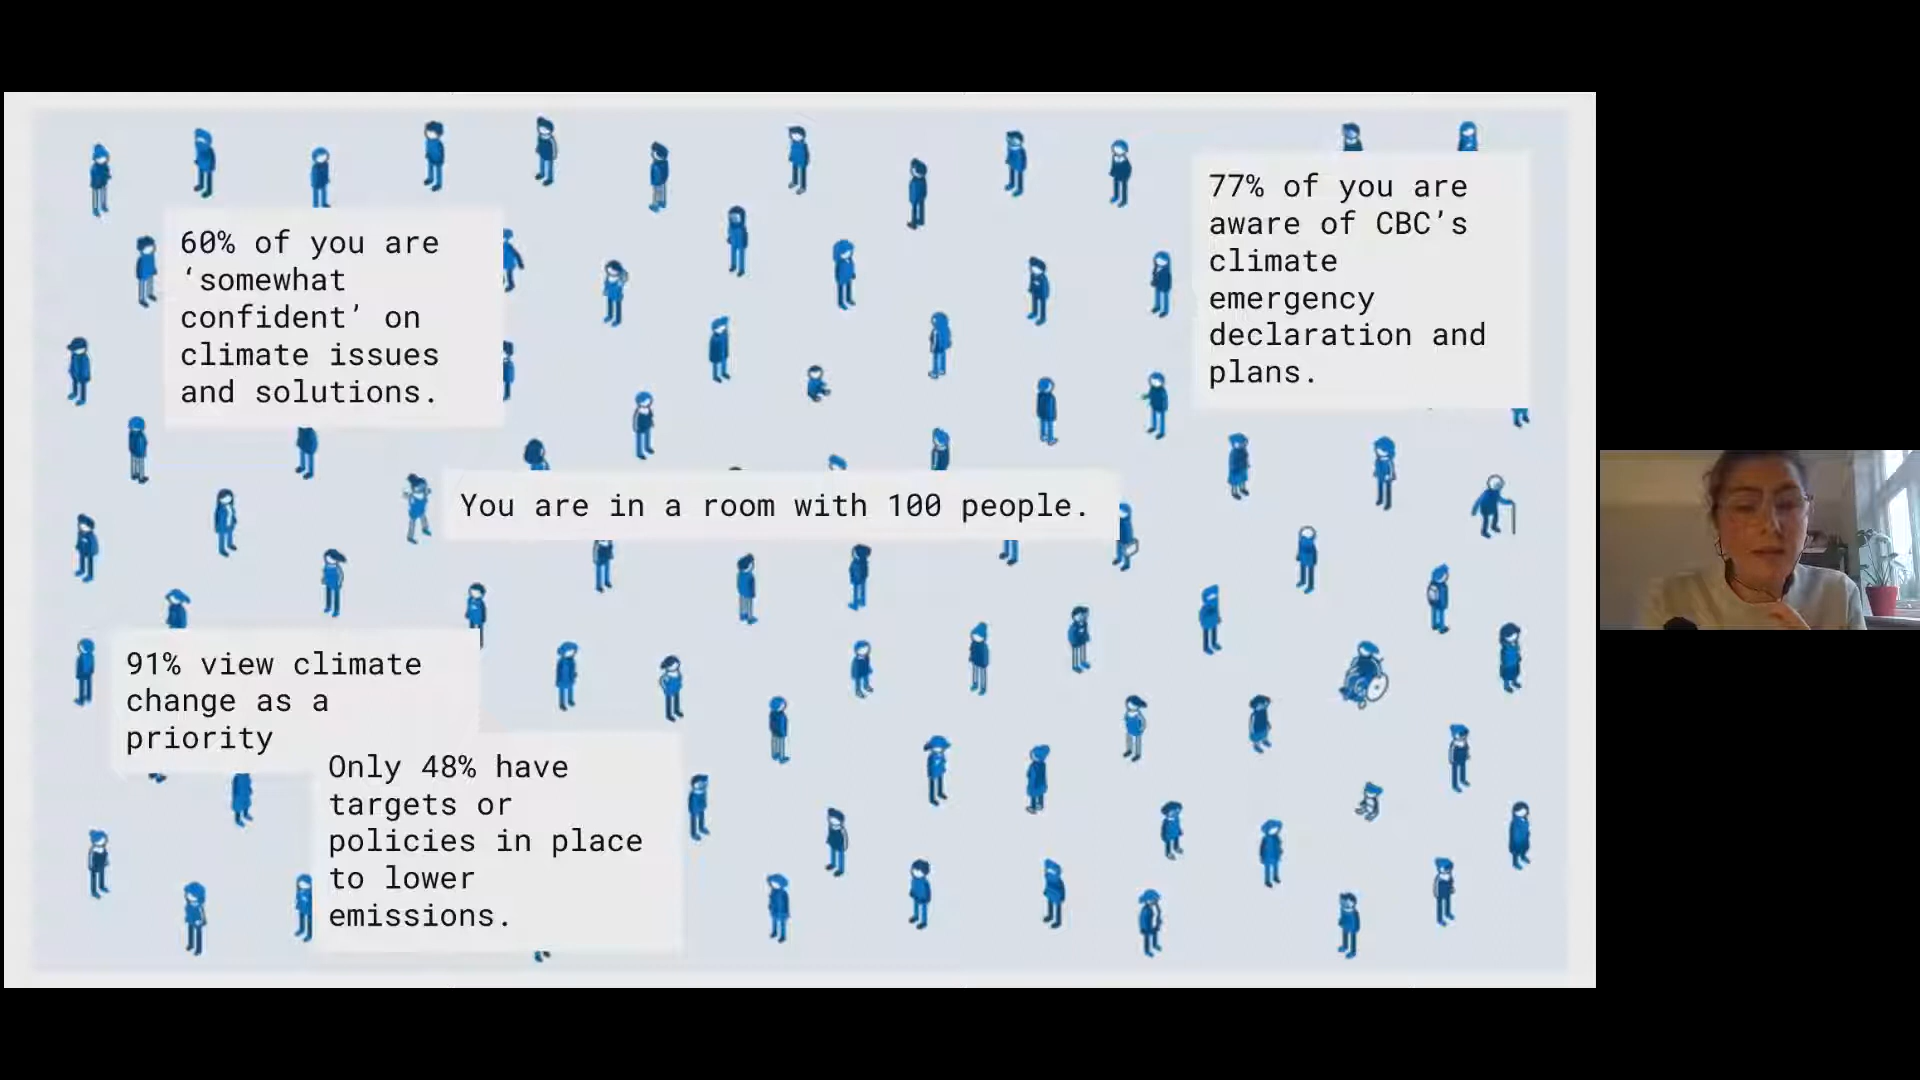 60% of you are
‘somewhat
confident’ on
climate issues
and solutions.
77% of you are
aware of CBC’s
climate
emergency
declaration and
plans.
You are in a room with 100 people.
91% view climate
change as a
priority
Only 48% have
targets or
policies in place
to lower
emissions.